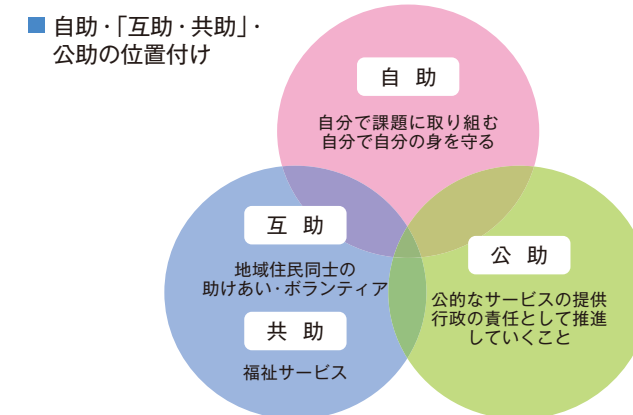 ■ 自助・「互助・共助」・
公助の位置付け
自 助
自分で課題に取り組む
自分で自分の身を守る
互 助
地域住民同士の
助けあい・ボランティア
共 助
福祉サービス
公 助
公的なサービスの提供
行政の責任として推進
していくこと